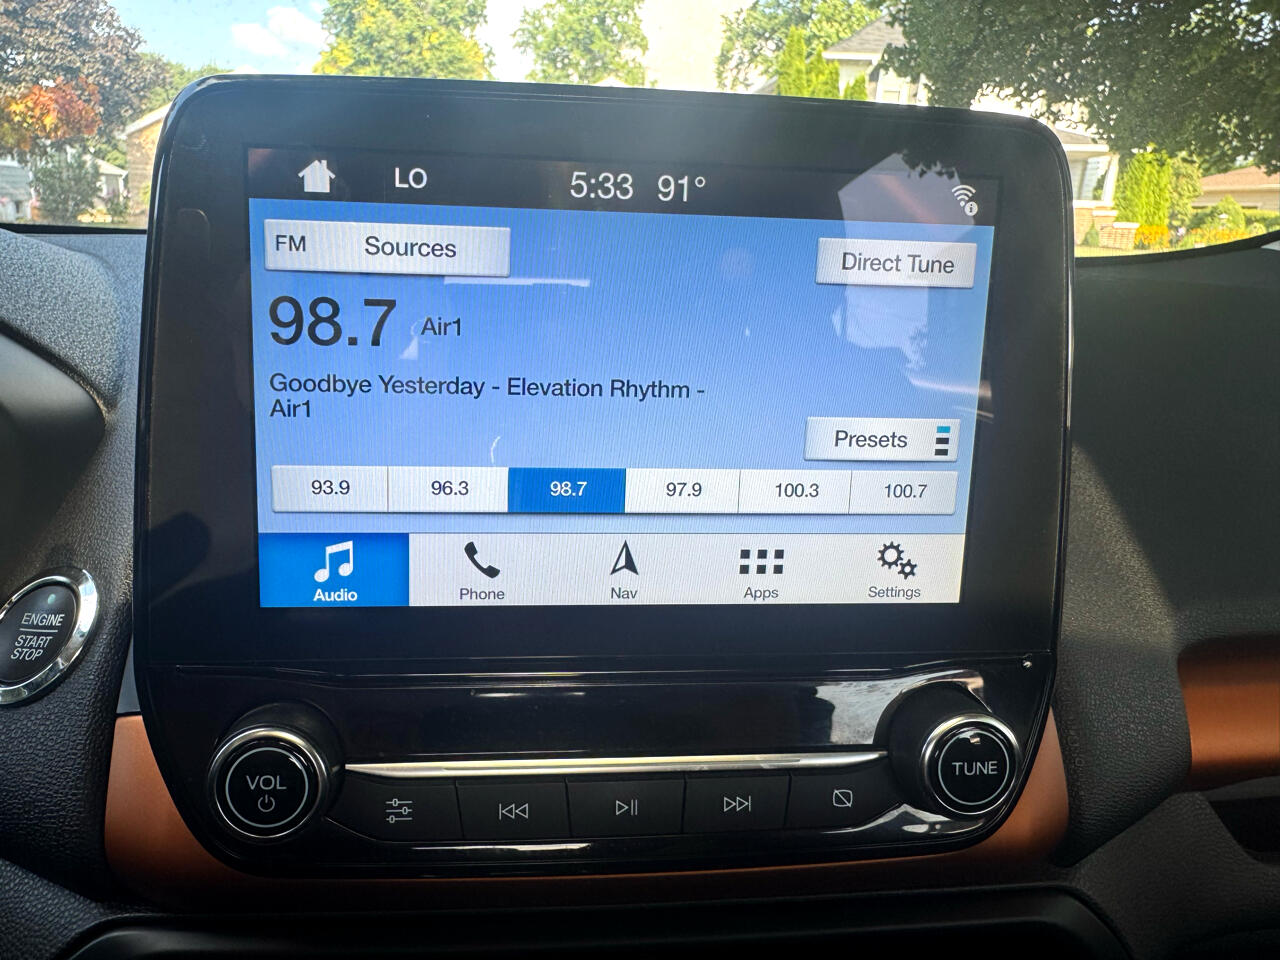 LO 5:33 91°
FM Sources
Direct Tune
98.7 Air1
Goodbye Yesterday - Elevation Rhythm -
Air1
Presets
93.9 96.3 98.7 97.9 100.3 100.7
Audio Phone Nav Apps Settings
ENGINE
START
STOP
VOL
TUNE